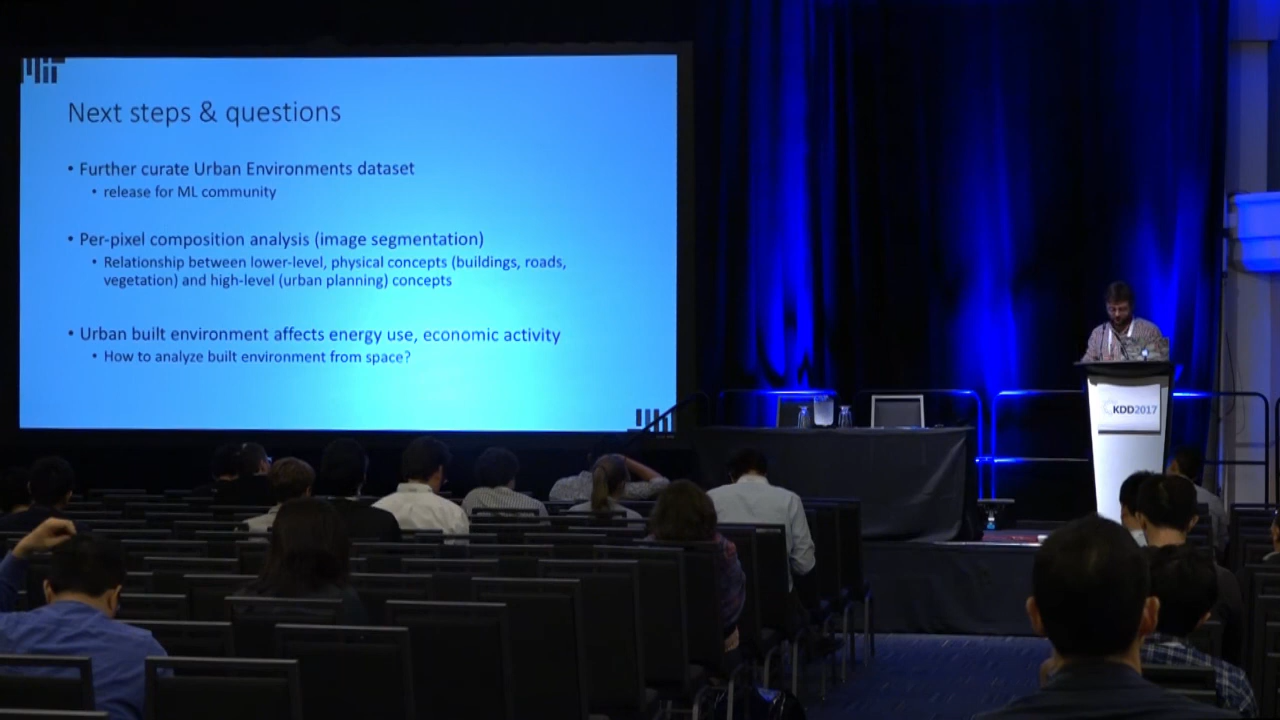 Next steps & questions
• Further curate Urban Environments dataset
• release for ML community
• Per-pixel composition analysis (image segmentation)
• Relationship between lower-level, physical concepts (buildings, roads,
vegetation) and high-level (urban planning) concepts
• Urban built environment affects energy use, economic activity
• How to analyze built environment from space?
KDD2017